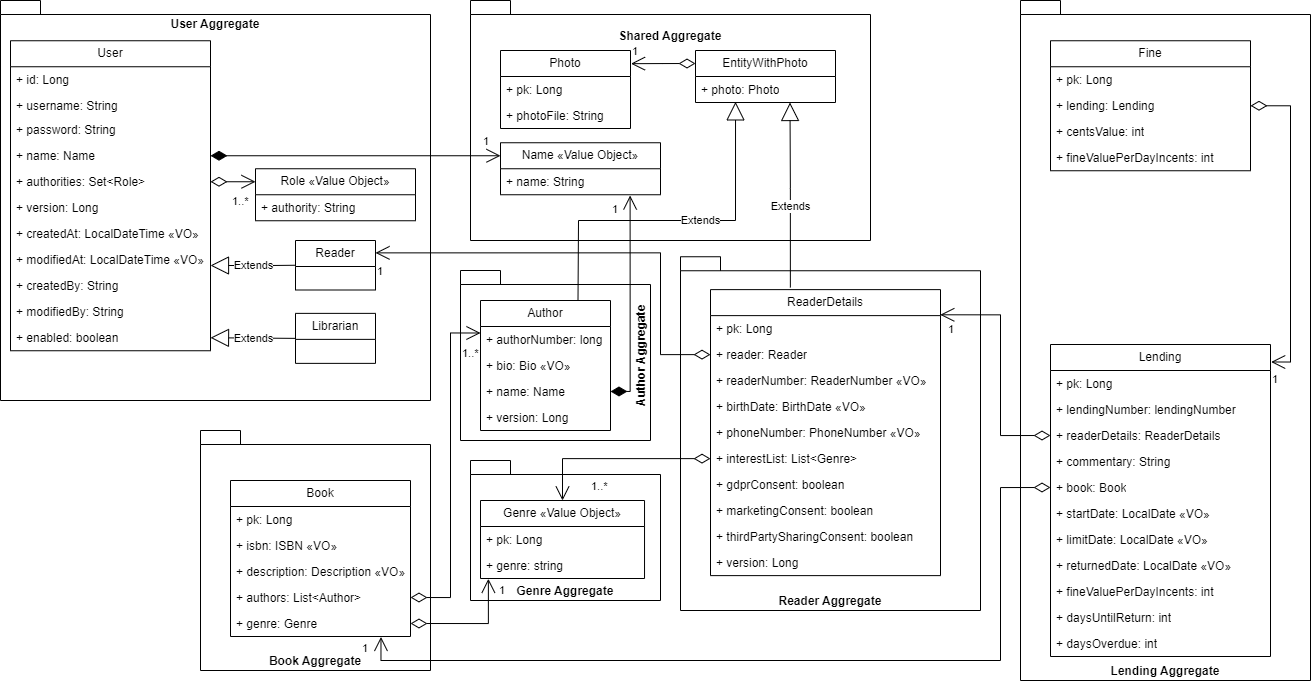 User Aggregate
User
+ id: Long
+ username: String
+ password: String
+ name: Name
+ authorities: Set<Role>
+ version: Long
+ createdAt: LocalDateTime «VO»
+ modifiedAt: LocalDateTime «VO»
+ createdBy: String
+ modifiedBy: String
+ enabled: boolean
1
1..*
Role «Value Object»
+ authority: String
Extends
Reader
1
Extends
Librarian
Shared Aggregate
Photo
+ pk: Long
+ photoFile: String
1
EntityWithPhoto
+ photo: Photo
Name «Value Object»
+ name: String
1
Extends
Extends
Author
+ authorNumber: long
+ bio: Bio «VO»
+ name: Name
+ version: Long
1..*
Author Aggregate
ReaderDetails
+ pk: Long
+ reader: Reader
+ readerNumber: ReaderNumber «VO»
+ birthDate: BirthDate «VO»
+ phoneNumber: PhoneNumber «VO»
+ interestList: List<Genre>
+ gdprConsent: boolean
+ marketingConsent: boolean
+ thirdPartySharingConsent: boolean
+ version: Long
Reader Aggregate
1
Book
+ pk: Long
+ isbn: ISBN «VO»
+ description: Description «VO»
+ authors: List<Author>
+ genre: Genre
1
Book Aggregate
1..*
Genre «Value Object»
+ pk: Long
+ genre: string
1
Genre Aggregate
Fine
+ pk: Long
+ lending: Lending
+ centsValue: int
+ fineValuePerDayIncents: int
Lending
1
+ pk: Long
+ lendingNumber: lendingNumber
+ readerDetails: ReaderDetails
+ commentary: String
+ book: Book
+ startDate: LocalDate «VO»
+ limitDate: LocalDate «VO»
+ returnedDate: LocalDate «VO»
+ fineValuePerDayIncents: int
+ daysUntilReturn: int
+ daysOverdue: int
Lending Aggregate